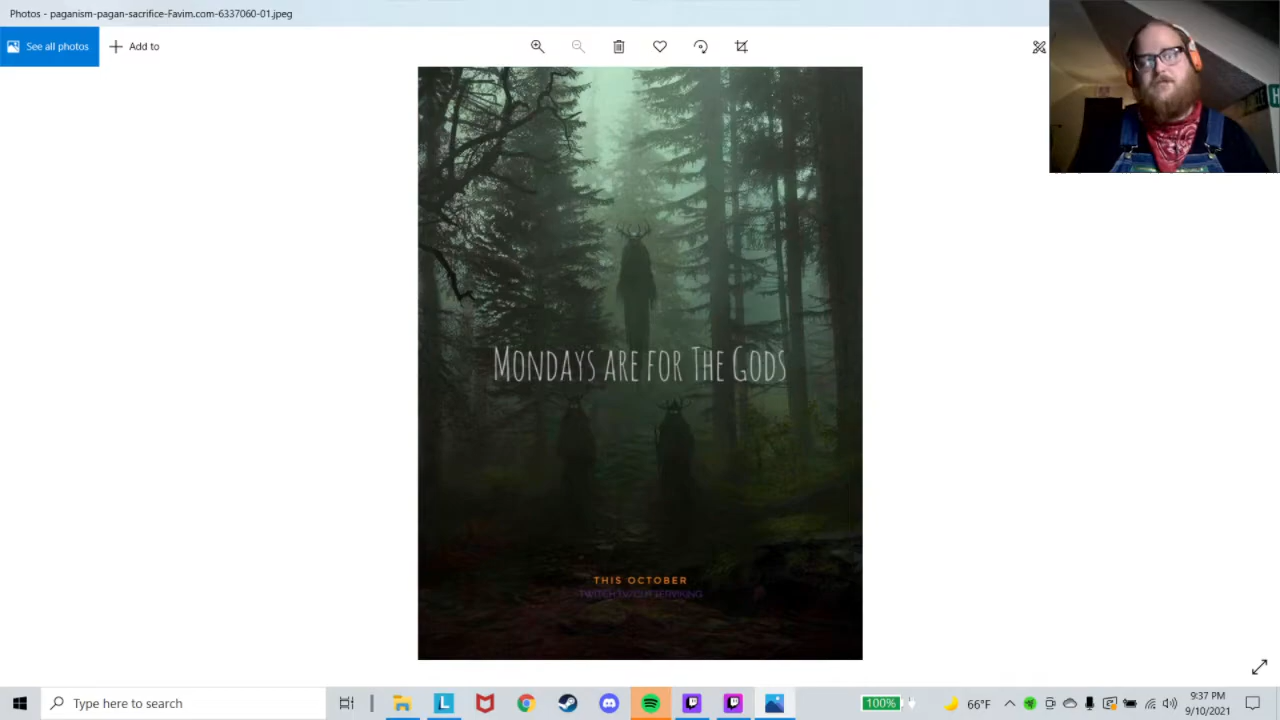 Photos - paganism-pagan-sacrifice-Favim.com-6337060-01.jpeg
See all photos
Add to
MONDAYS ARE FOR THE GODS
THIS OCTOBER
Type here to search
100%
66°F
9:37 PM
9/10/2021